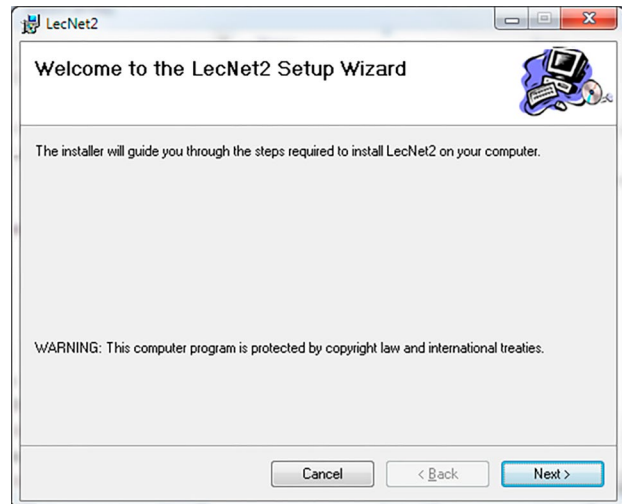 LecNet2
Welcome to the LecNet2 Setup Wizard
The installer will guide you through the steps required to install LecNet2 on your computer.
WARNING: This computer program is protected by copyright law and international treaties.
Cancel
< Back
Next >